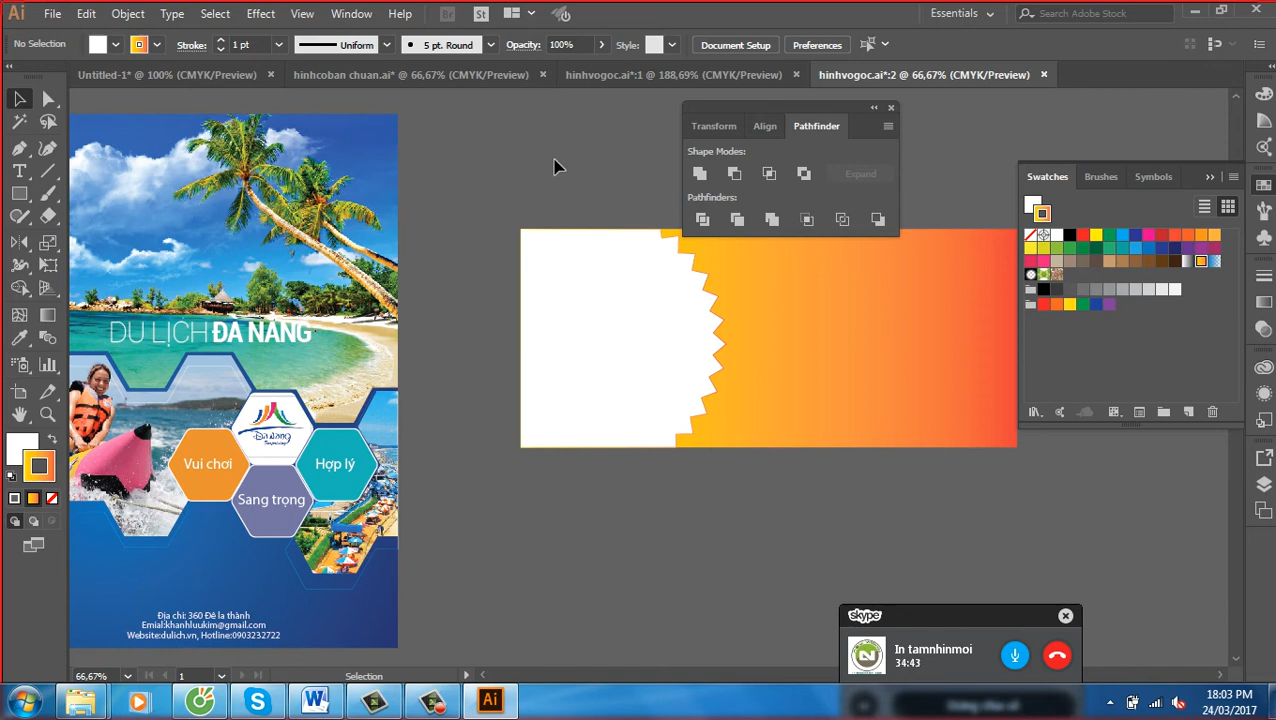 Ai File Edit Object Type Select Effect View Window Help Br St Essentials Search Adobe Stock
No Selection Stroke: 1 pt Uniform 5 pt. Round Opacity: 100% Style: Document Setup Preferences
Untitled-1* @ 100% (CMYK/Preview) hinhcoban chuan.ai* @ 66,67% (CMYK/Preview) hinhvogoc.ai*:1 @ 188,69% (CMYK/Preview) hinhvogoc.ai*:2 @ 66,67% (CMYK/Preview)
Transform Align Pathfinder
Shape Modes:
Expand
Pathfinders:
Swatches Brushes Symbols
DU LỊCH ĐÀ NẴNG
Vui chơi
Hợp lý
Sang trọng
Địa chỉ: 360 Đê la thành
Emial:khanhluukim@gmail.com
Website:dulich.vn, Hotline:0903232722
skype
In tamnhinmoi
34:43
66,67% 1 Selection
18:03 PM
24/03/2017